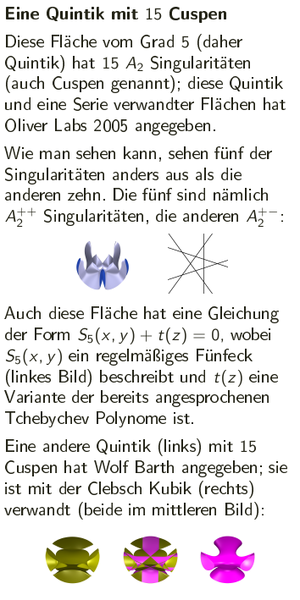 Eine Quintik mit 15 Cuspen
Diese Fläche vom Grad 5 (daher
Quintik) hat 15 A₂ Singularitäten
(auch Cuspen genannt); diese Quintik
und eine Serie verwandter Flächen hat
Oliver Labs 2005 angegeben.
Wie man sehen kann, sehen fünf der
Singularitäten anders aus als die
anderen zehn. Die fünf sind nämlich
A₂⁺⁺ Singularitäten, die anderen A₂⁺⁻:
Auch diese Fläche hat eine Gleichung
der Form S₅(x, y) + t(z) = 0, wobei
S₅(x, y) ein regelmäßiges Fünfeck
(linkes Bild) beschreibt und t(z) eine
Variante der bereits angesprochenen
Tchebychev Polynome ist.
Eine andere Quintik (links) mit 15
Cuspen hat Wolf Barth angegeben; sie
ist mit der Clebsch Kubik (rechts)
verwandt (beide im mittleren Bild):